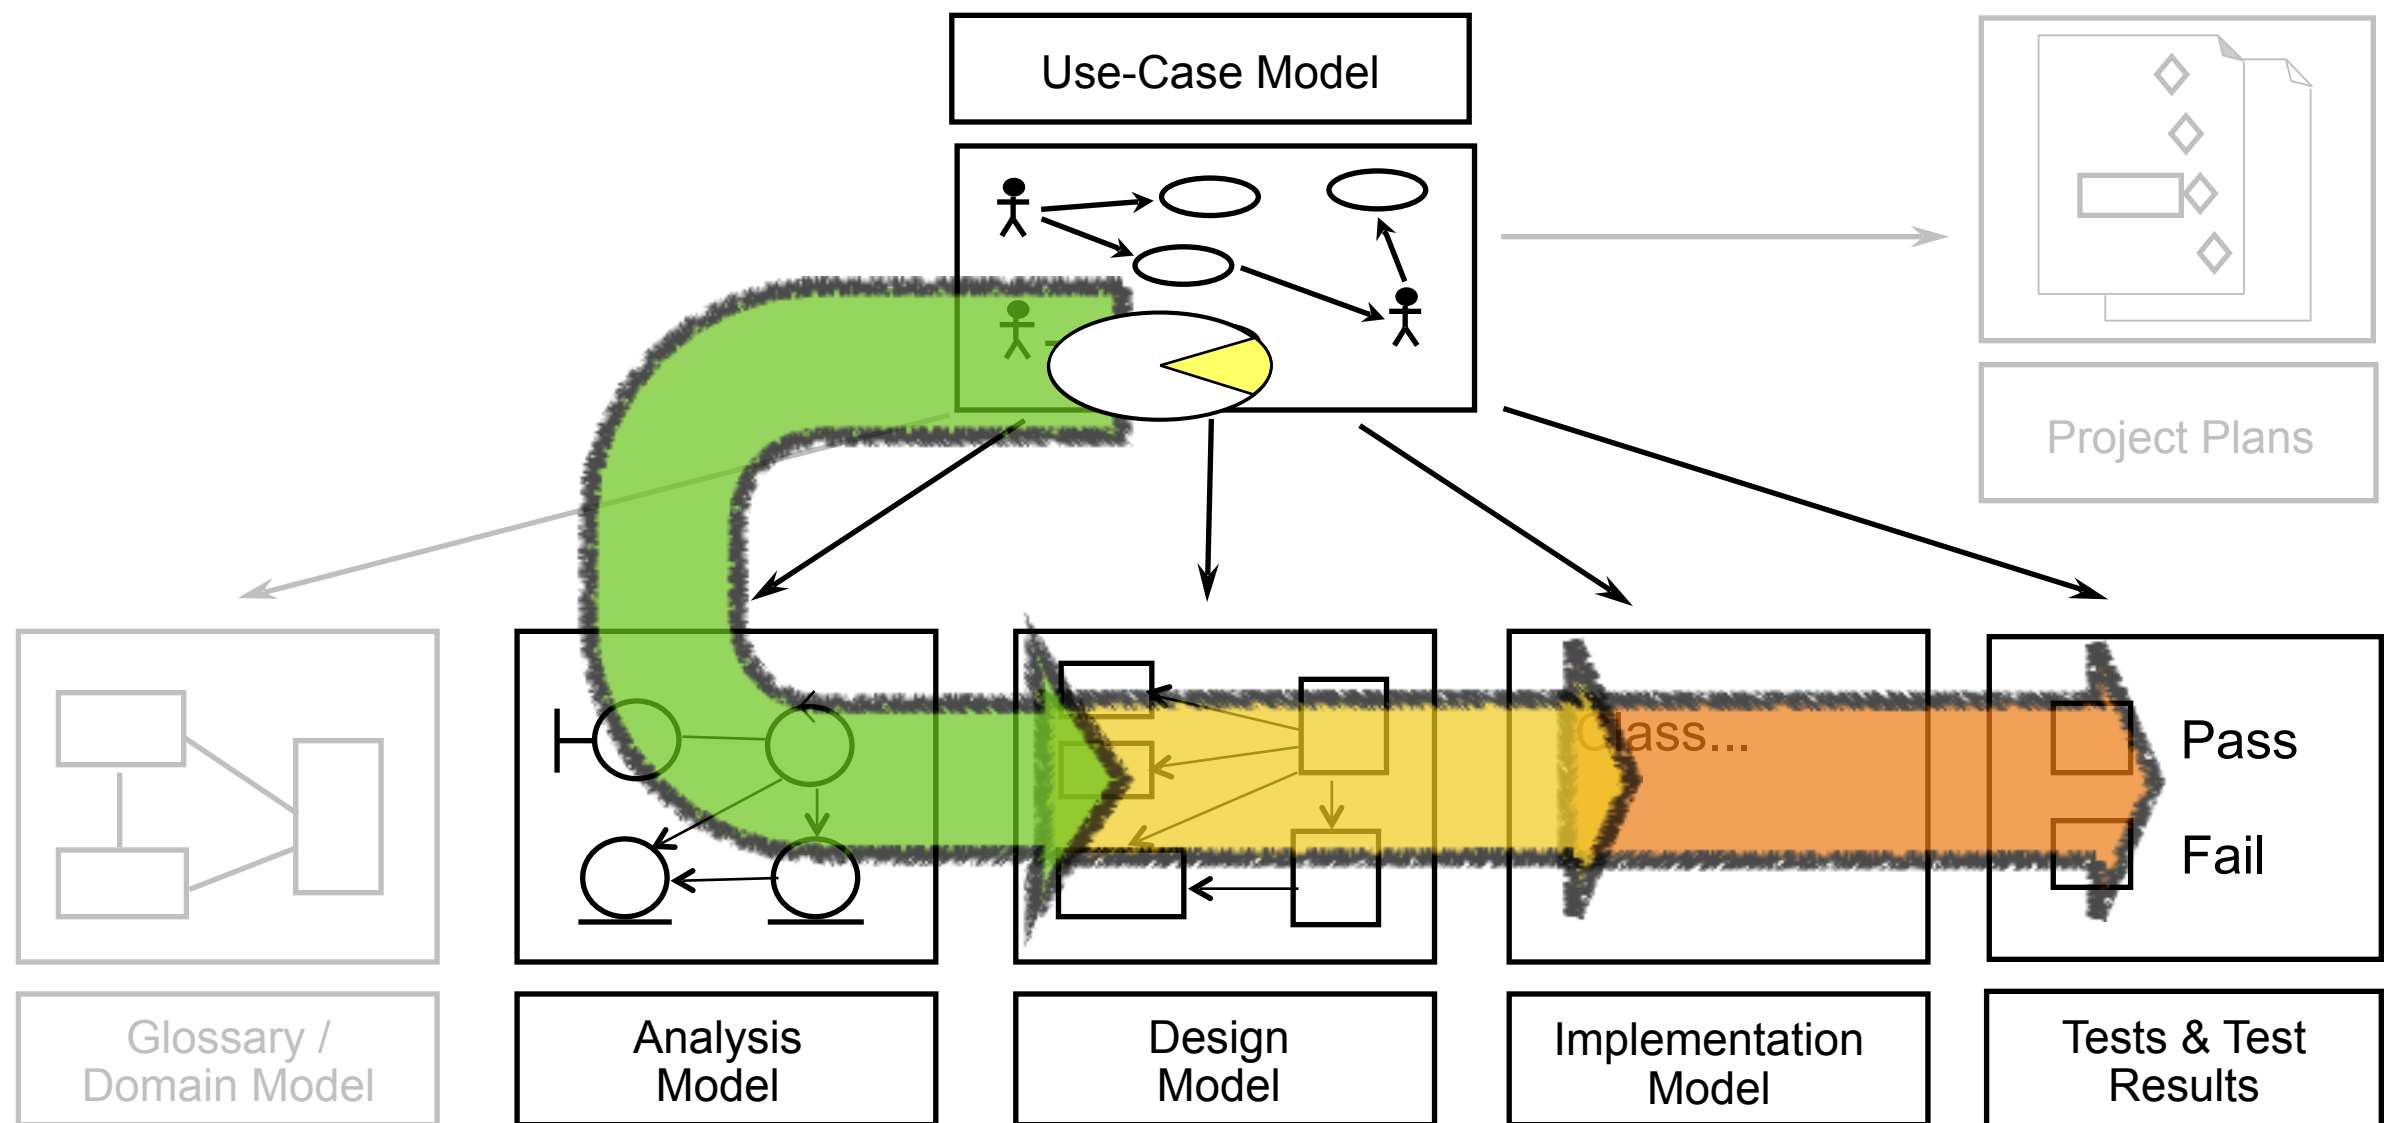 Use-Case Model
Project Plans
Class...
Pass
Fail
Glossary /
Domain Model
Analysis
Model
Design
Model
Implementation
Model
Tests & Test
Results